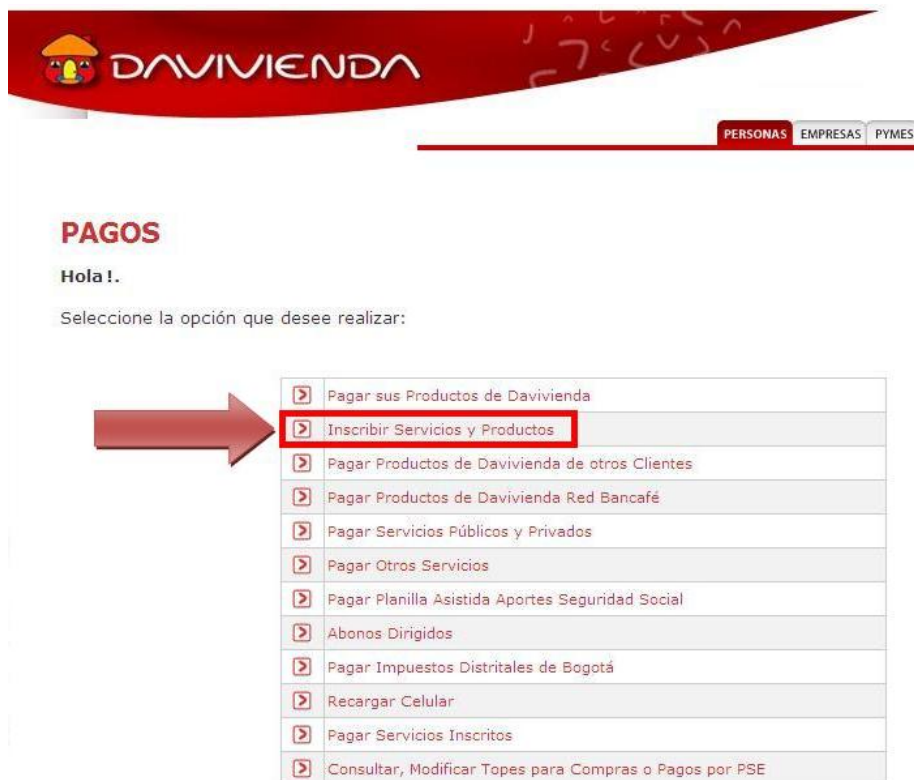 DAVIVIENDA
PERSONAS EMPRESAS PYMES
PAGOS
Hola!.
Seleccione la opción que desee realizar:
Pagar sus Productos de Davivienda
Inscribir Servicios y Productos
Pagar Productos de Davivienda de otros Clientes
Pagar Productos de Davivienda Red Bancafé
Pagar Servicios Públicos y Privados
Pagar Otros Servicios
Pagar Planilla Asistida Aportes Seguridad Social
Abonos Dirigidos
Pagar Impuestos Distritales de Bogotá
Recargar Celular
Pagar Servicios Inscritos
Consultar, Modificar Topes para Compras o Pagos por PSE